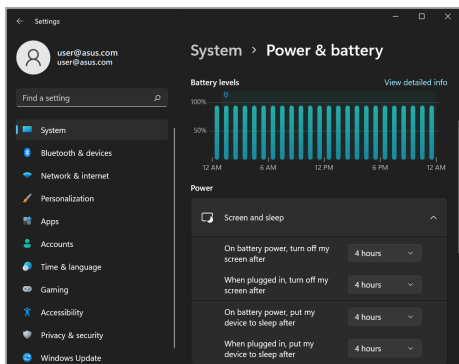 Settings
user@asus.com
user@asus.com
Find a setting
System
Bluetooth & devices
Network & internet
Personalization
Apps
Accounts
Time & language
Gaming
Accessibility
Privacy & security
Windows Update
System > Power & battery
Battery levels
View detailed info
100%
50%
12 AM 6 AM 12 PM 6 PM 12 AM
Power
Screen and sleep
On battery power, turn off my
screen after
4 hours
When plugged in, turn off my
screen after
4 hours
On battery power, put my
device to sleep after
4 hours
When plugged in, put my
device to sleep after
4 hours